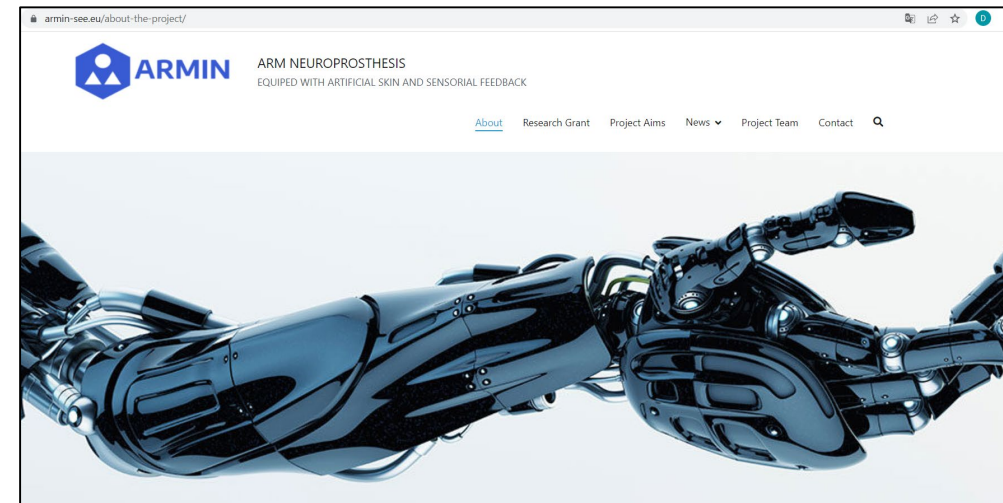 armin-see.eu/about-the-project/
D
ARMIN
ARM NEUROPROSTHESIS
EQUIPED WITH ARTIFICIAL SKIN AND SENSORIAL FEEDBACK
About Research Grant Project Aims News Project Team Contact